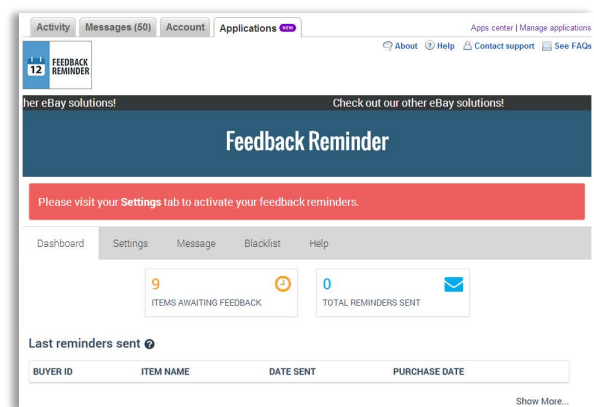 Activity Messages (50) Account Applications NEW
Apps center | Manage applications
About Help Contact support See FAQs
12 FEEDBACK
REMINDER
her eBay solutions! Check out our other eBay solutions!
Feedback Reminder
Please visit your Settings tab to activate your feedback reminders.
Dashboard Settings Message Blacklist Help
9
ITEMS AWAITING FEEDBACK
0
TOTAL REMINDERS SENT
Last reminders sent ?
BUYER ID ITEM NAME DATE SENT PURCHASE DATE
Show More...